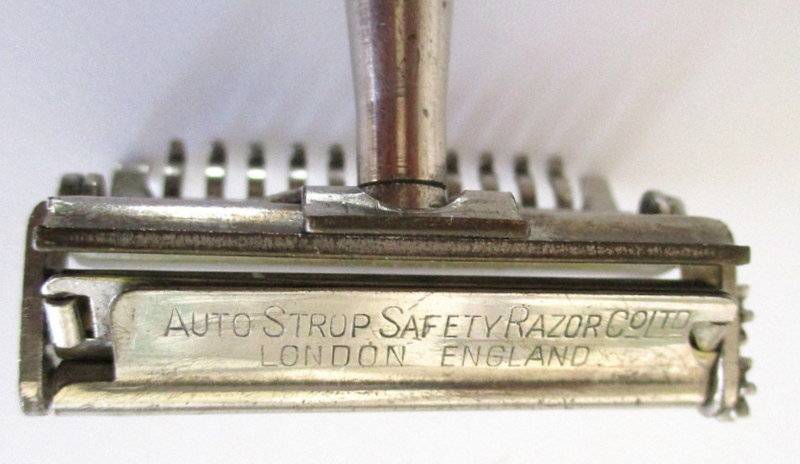 AUTO STROP SAFETY RAZOR CO LTD
LONDON ENGLAND